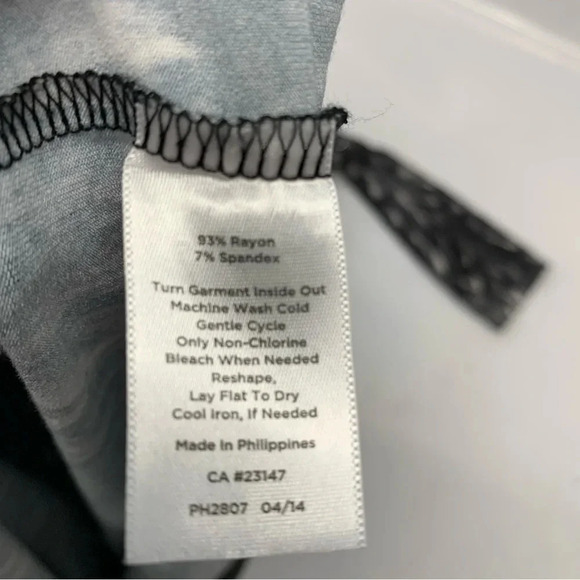 93% Rayon
7% Spandex
Turn Garment Inside Out
Machine Wash Cold
Gentle Cycle
Only Non-Chlorine
Bleach When Needed
Reshape,
Lay Flat To Dry
Cool Iron, If Needed
Made In Philippines
CA #23147
PH2807 04/14